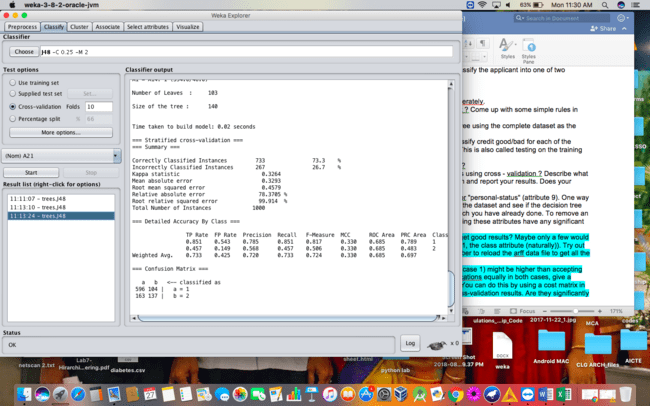 weka-3-8-2-oracle-jvm
63%
Mon 11:30 AM
Weka Explorer
Preprocess Classify Cluster Associate Select attributes Visualize
Classifier
Choose J48 -C 0.25 -M 2
Test options
Use training set
Supplied test set Set...
Cross-validation Folds 10
Percentage split % 66
More options...
(Nom) A21
Start Stop
Result list (right-click for options)
11:11:07 - trees.J48
11:13:10 - trees.J48
11:13:24 - trees.J48
Classifier output
Number of Leaves : 103
Size of the tree : 140
Time taken to build model: 0.02 seconds
=== Stratified cross-validation ===
=== Summary ===
Correctly Classified Instances 733 73.3 %
Incorrectly Classified Instances 267 26.7 %
Kappa statistic 0.3264
Mean absolute error 0.3293
Root mean squared error 0.4579
Relative absolute error 78.3705 %
Root relative squared error 99.914 %
Total Number of Instances 1000
=== Detailed Accuracy By Class ===
TP Rate FP Rate Precision Recall F-Measure MCC ROC Area PRC Area Class
0.851 0.543 0.785 0.851 0.817 0.330 0.685 0.789 1
0.457 0.149 0.568 0.457 0.506 0.330 0.685 0.483 2
Weighted Avg. 0.733 0.425 0.720 0.733 0.724 0.330 0.685 0.697
=== Confusion Matrix ===
a b <-- classified as
596 104 | a = 1
163 137 | b = 2
Status
OK
Log x 0
Search in Document
Share
Styles Styles Pane
ssify the applicant into one of two
erately.
? Come up with some simple rules in
ree using the complete dataset as the
ssify credit good/bad for each of the
This is also called testing on the training
?
s using cross - validation ? Describe what
n and report your results. Does your
r "personal-status" (attribute 9). One way
the dataset and see if the decision tree
ch you have already done. To remove an
ing these attributes have any significant
get good results? Maybe only a few would
1, the class attribute (naturally)). Try out
ber to reload the arff data file to get all the
case 1) might be higher than accepting
ations equally in both cases, give a
You can do this by using a cost matrix in
ss-validation results. Are they significantly
Focus 171%
ulations_...ip_Code
2017-11-22_1.jpg
MCA
codes
Shot
2018-08...9.37 PM
DOCX
weka
Android MAC
CLO ARCH_files
AICTE
netscan 2.txt
Lab7-
Hirarchi...ering.pdf
diabetes.csv
sheet.html
python lab